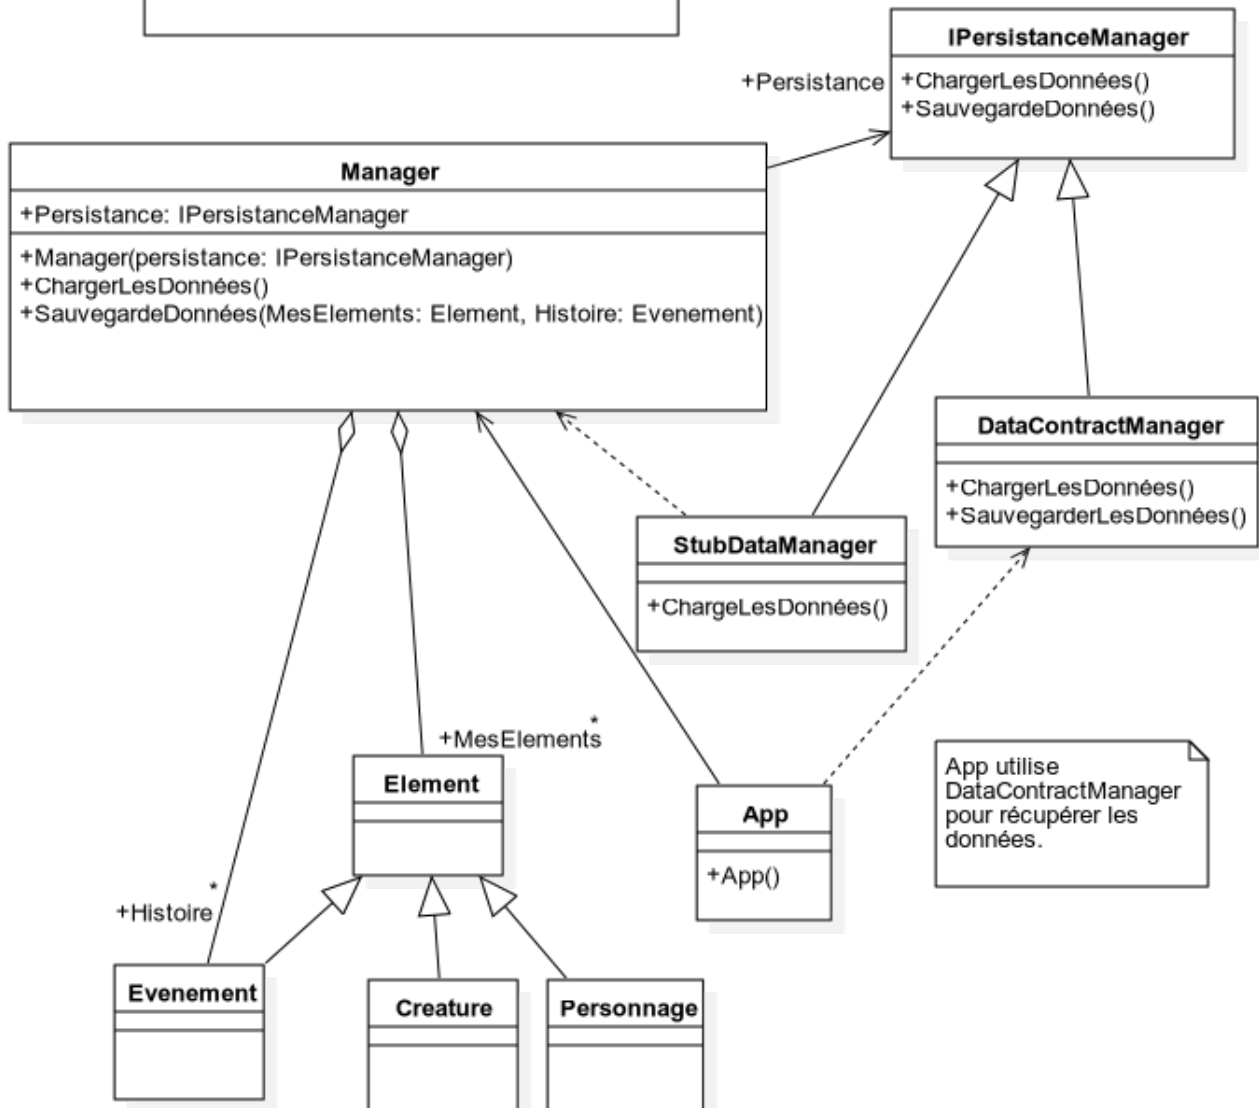 IPersistanceManager
+Persistance
+ChargerLesDonnées()
+SauvegardeDonnées()
Manager
+Persistance: IPersistanceManager
+Manager(persistance: IPersistanceManager)
+ChargerLesDonnées()
+SauvegardeDonnées(MesElements: Element, Histoire: Evenement)
DataContractManager
+ChargerLesDonnées()
+SauvegarderLesDonnées()
StubDataManager
+ChargeLesDonnées()
*
+MesElements
Element
App
+App()
App utilise
DataContractManager
pour récupérer les
données.
*
+Histoire
Evenement
Creature
Personnage